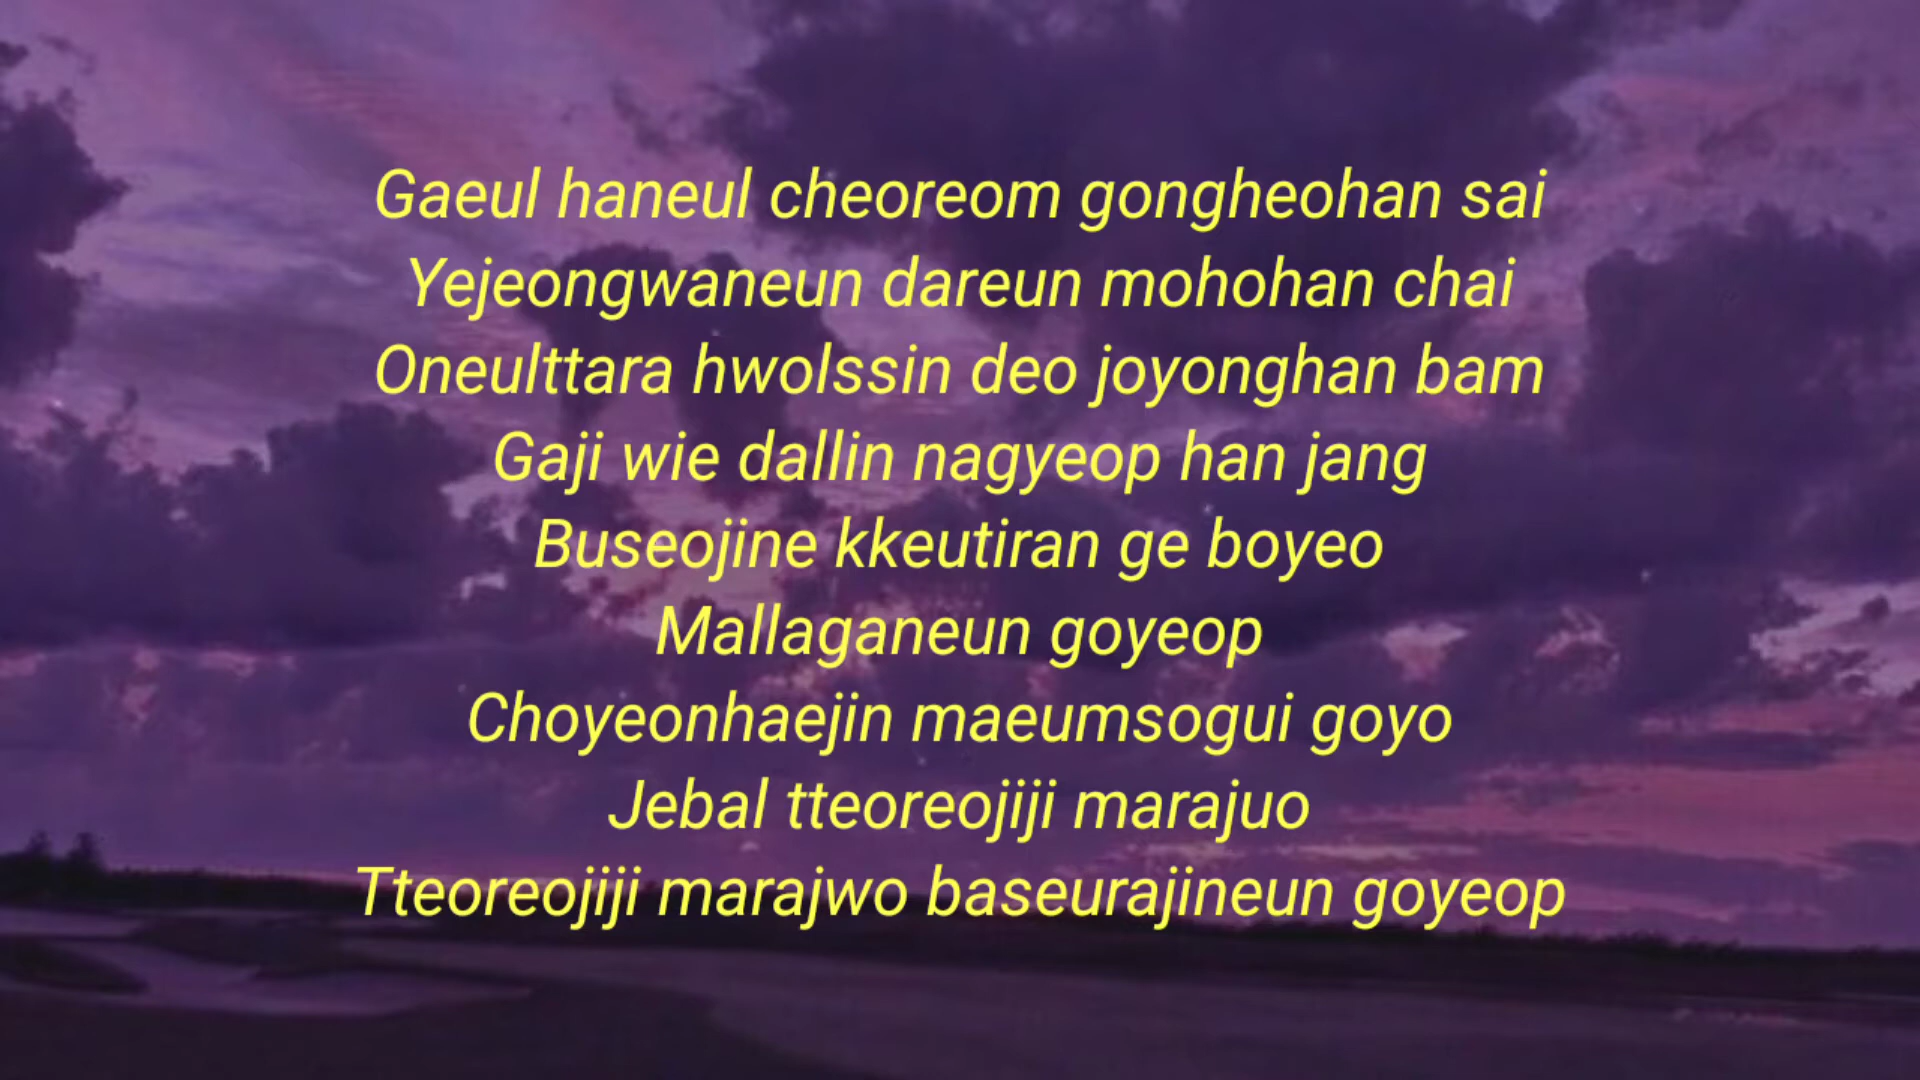 Gaeul haneul cheoreom gongheohan sai
Yejeongwaneun dareun mohohan chai
Oneulttara hwolssin deo joyonghan bam
Gaji wie dallin nagyeop han jang
Buseojine kkeutiran ge boyeo
Mallaganeun goyeop
Choyeonhaejin maeumsogui goyo
Jebal tteoreojiji marajuo
Tteoreojiji marajwo baseurajineun goyeop